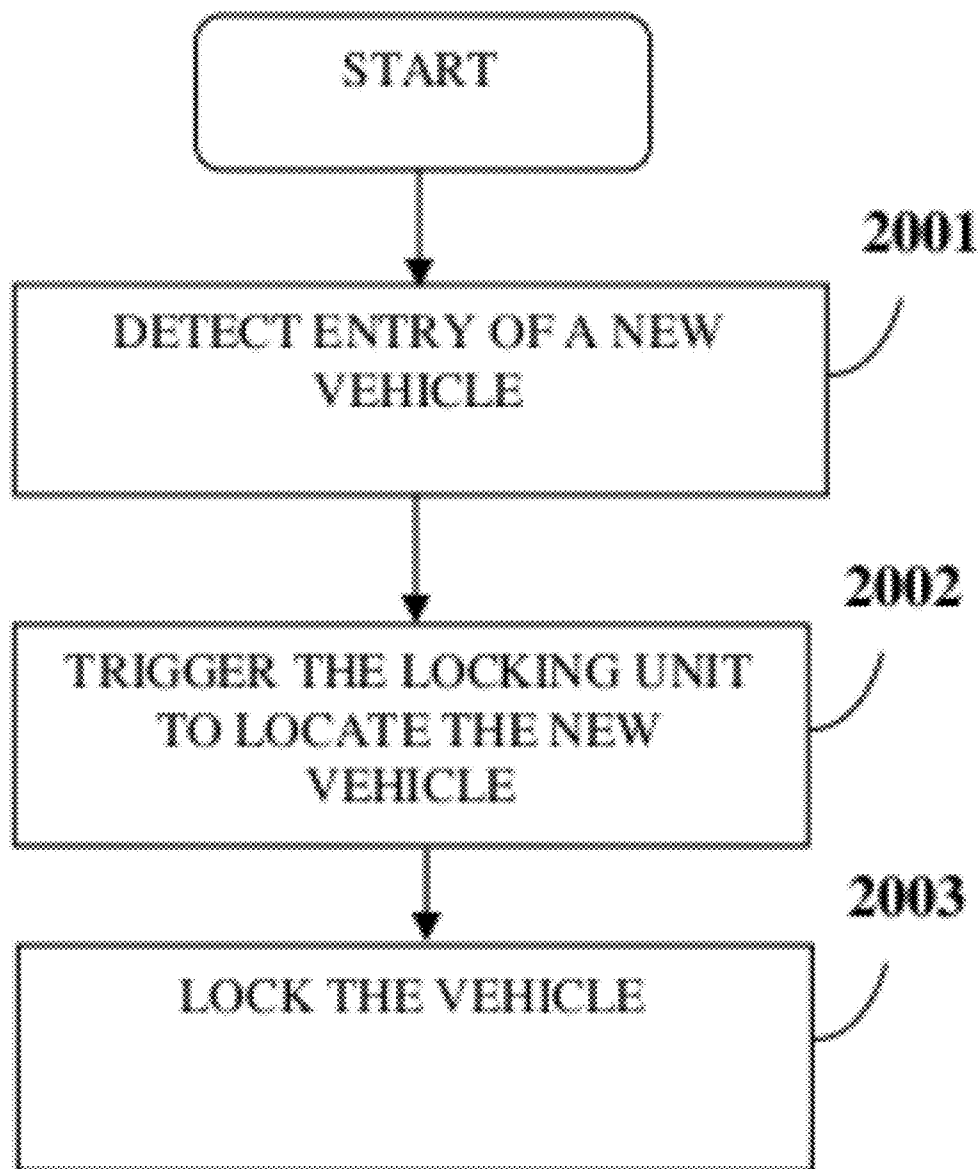 START
2001
DETECT ENTRY OF A NEW
VEHICLE
2002
TRIGGER THE LOCKING UNIT
TO LOCATE THE NEW
VEHICLE
2003
LOCK THE VEHICLE